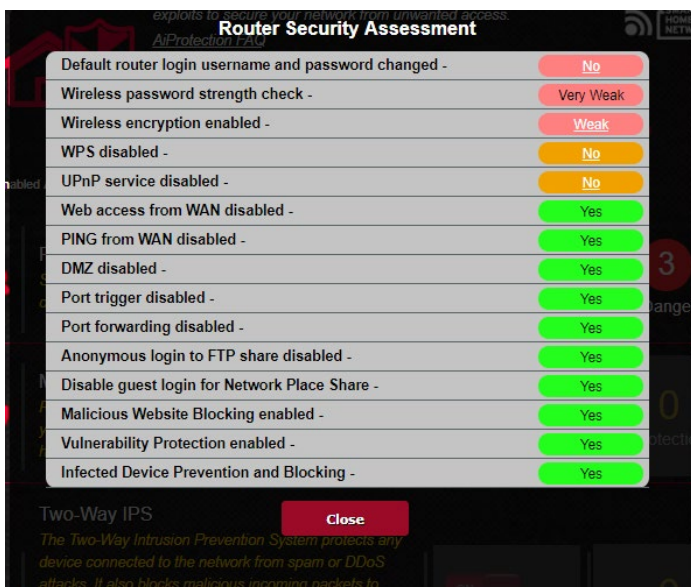 exploits to secure your network from unwanted access.
AiProtection FAQ
Router Security Assessment
Default router login username and password changed - No
Wireless password strength check - Very Weak
Wireless encryption enabled - Weak
WPS disabled - No
UPnP service disabled - No
Web access from WAN disabled - Yes
PING from WAN disabled - Yes
DMZ disabled - Yes
Port trigger disabled - Yes
Port forwarding disabled - Yes
Anonymous login to FTP share disabled - Yes
Disable guest login for Network Place Share - Yes
Malicious Website Blocking enabled - Yes
Vulnerability Protection enabled - Yes
Infected Device Prevention and Blocking - Yes
3
0
Close
Two-Way IPS
The Two-Way Intrusion Prevention System protects any
device connected to the network from spam or DDoS
attacks. It also blocks malicious incoming packets to